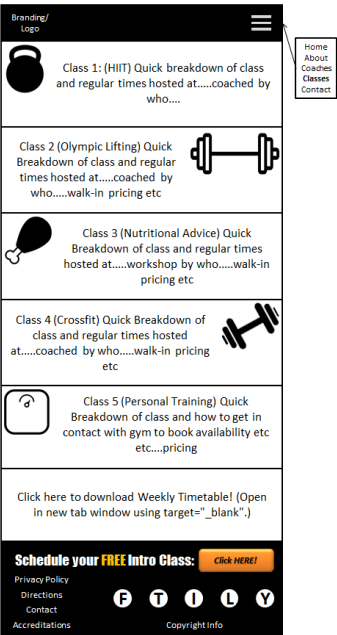 Branding/
Logo
Home
About
Coaches
Classes
Contact
Class 1: (HIIT) Quick breakdown of class
and regular times hosted at.....coached by
who....
Class 2 (Olympic Lifting) Quick
Breakdown of class and regular
times hosted at.....coached by
who.....walk-in pricing etc
Class 3 (Nutritional Advice) Quick
Breakdown of class and regular times
hosted at.....workshop by who.....walk-in
pricing etc
Class 4 (Crossfit) Quick Breakdown of
class and regular times hosted
at.....coached by who.....walk-in pricing
etc
Class 5 (Personal Training) Quick
Breakdown of class and how to get in
contact with gym to book availability etc
etc....pricing
Click here to download Weekly Timetable! (Open
in new tab window using target="_blank".)
Schedule your FREE Intro Class: Click HERE!
Privacy Policy
Directions
Contact
Accreditations
F T I L Y
Copyright Info